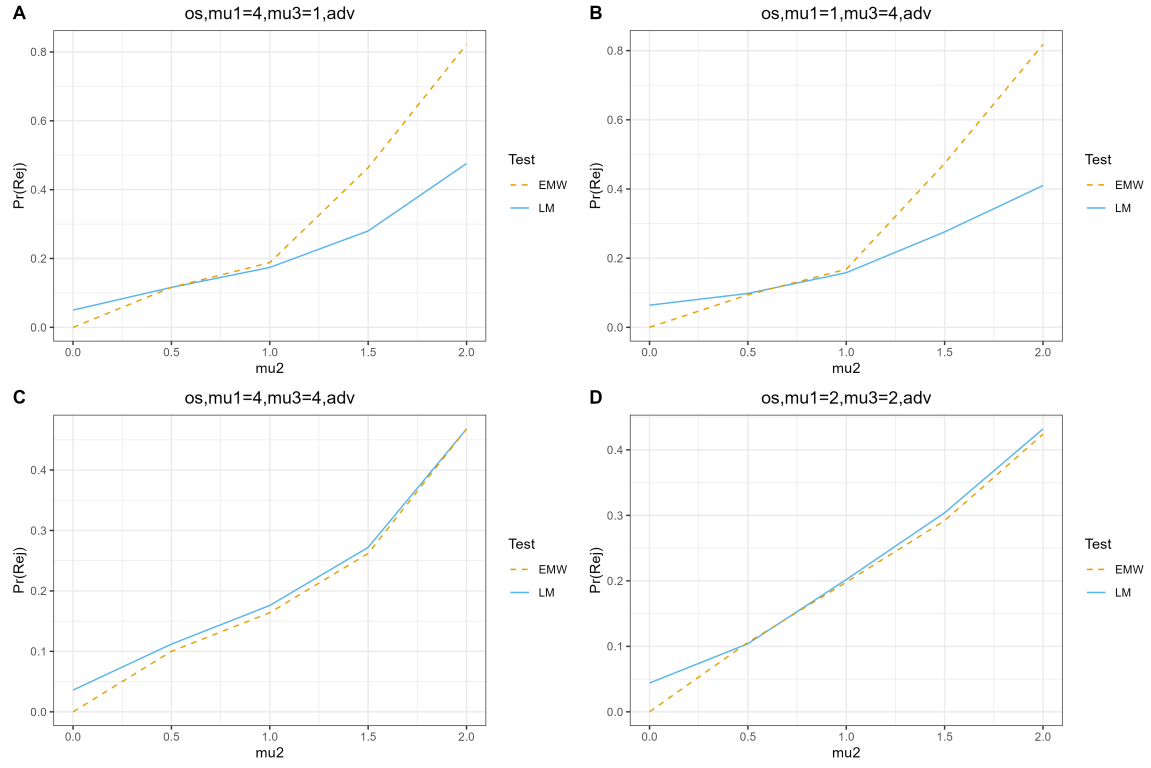 A
os,mu1=4,mu3=1,adv
Pr(Rej)
0.8
0.6
0.4
0.2
0.0
0.0 0.5 1.0 1.5 2.0
mu2
Test
EMW
LM
B
os,mu1=1,mu3=4,adv
Pr(Rej)
0.8
0.6
0.4
0.2
0.0
0.0 0.5 1.0 1.5 2.0
mu2
Test
EMW
LM
C
os,mu1=4,mu3=4,adv
Pr(Rej)
0.4
0.3
0.2
0.1
0.0
0.0 0.5 1.0 1.5 2.0
mu2
Test
EMW
LM
D
os,mu1=2,mu3=2,adv
Pr(Rej)
0.4
0.3
0.2
0.1
0.0
0.0 0.5 1.0 1.5 2.0
mu2
Test
EMW
LM